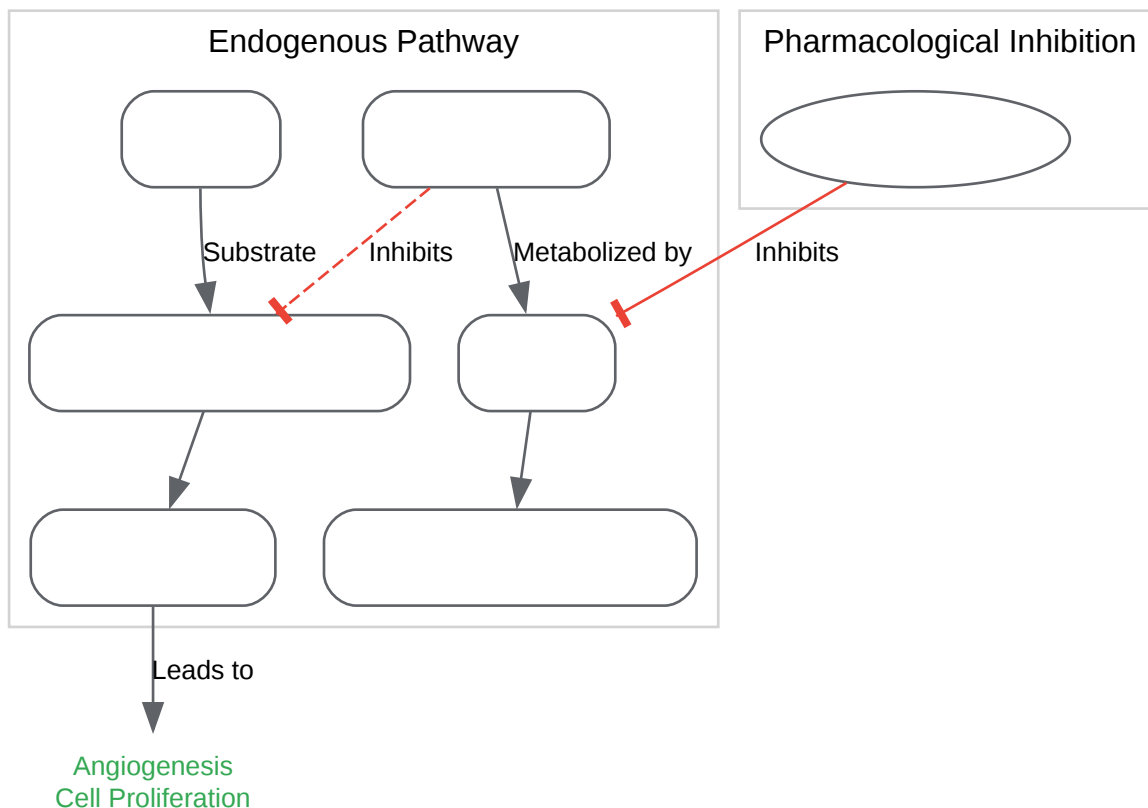 Endogenous Pathway
Pharmacological Inhibition
Substrate
Inhibits
Metabolized by
Inhibits
Leads to
Angiogenesis
Cell Proliferation